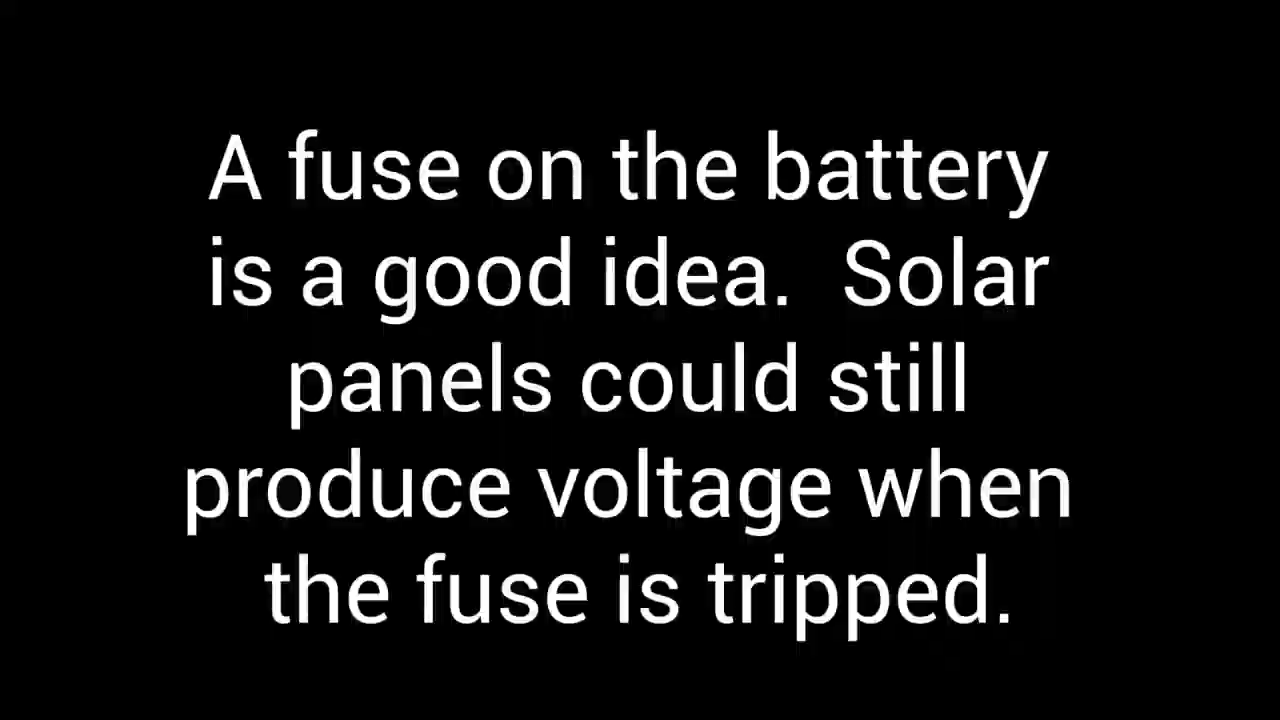 A fuse on the battery
is a good idea.  Solar
panels could still
produce voltage when
the fuse is tripped.